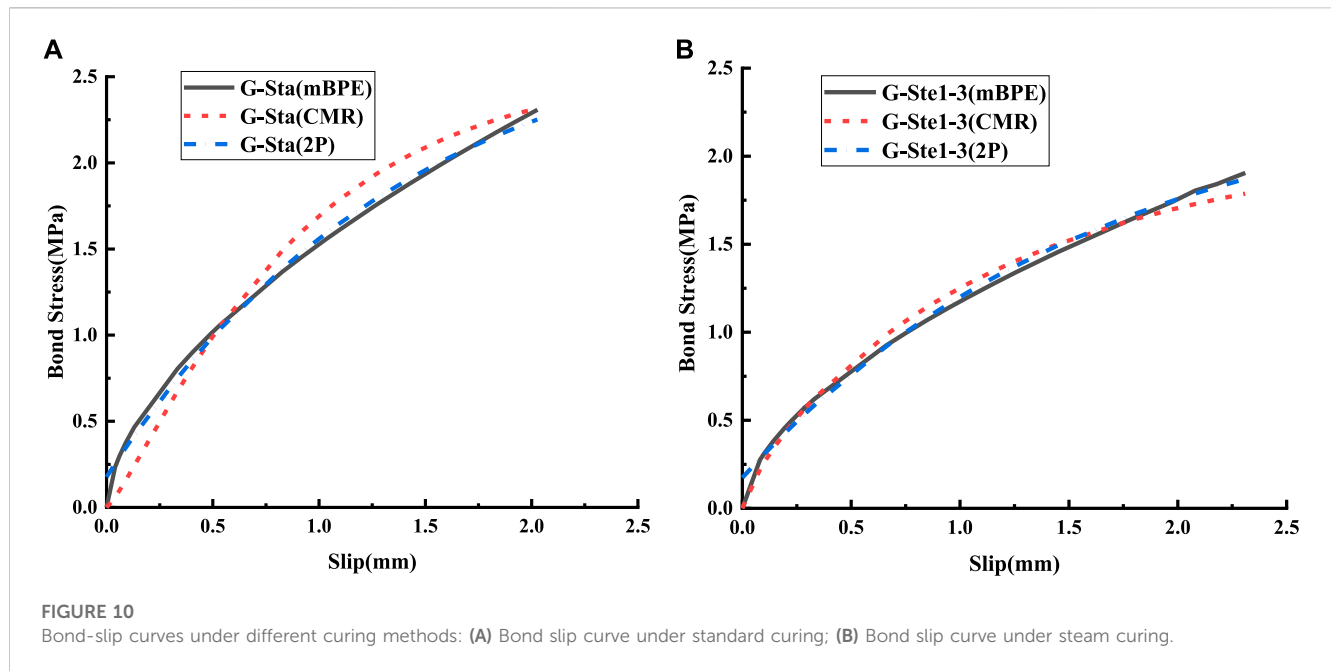 A
G-Sta(mBPE)
G-Sta(CMR)
G-Sta(2P)
2.5
2.0
1.5
1.0
0.5
0.0
Bond Stress(MPa)
0.0 0.5 1.0 1.5 2.0 2.5
Slip(mm)
B
G-Ste1-3(mBPE)
G-Ste1-3(CMR)
G-Ste1-3(2P)
2.5
2.0
1.5
1.0
0.5
0.0
Bond Stress(MPa)
0.0 0.5 1.0 1.5 2.0 2.5
Slip(mm)
FIGURE 10
Bond-slip curves under different curing methods: (A) Bond slip curve under standard curing; (B) Bond slip curve under steam curing.